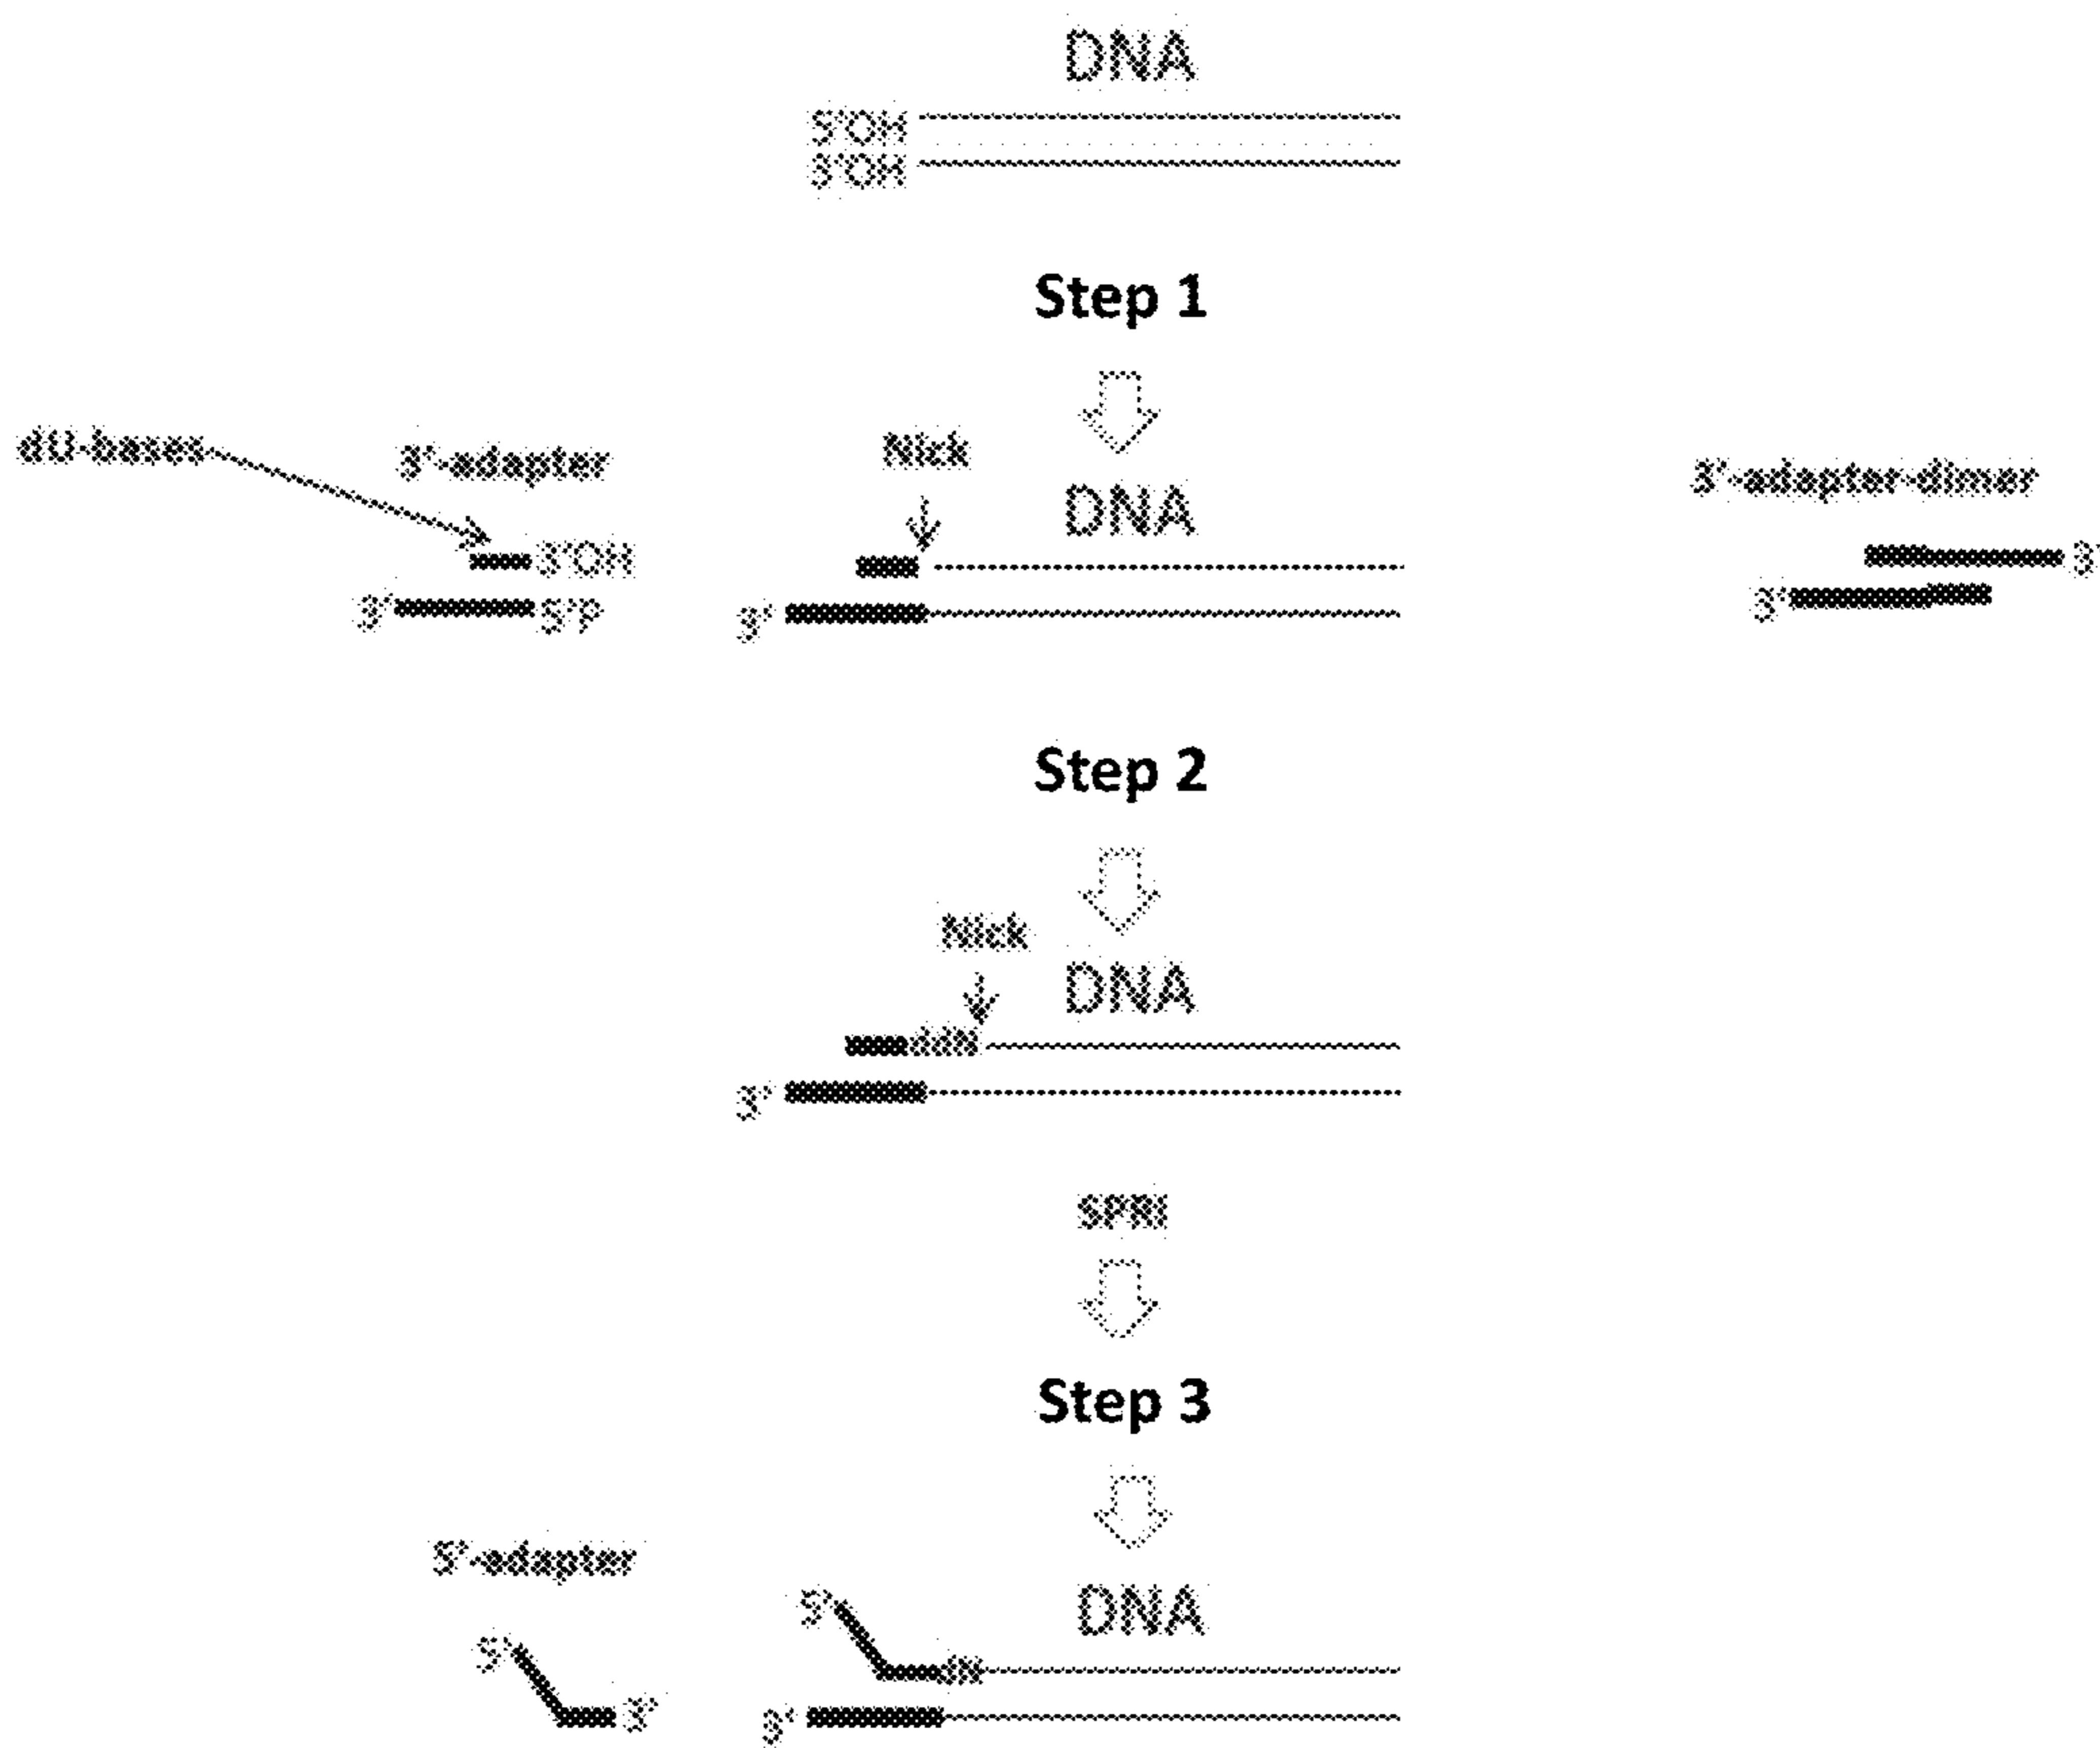 DNA
5'OH
3'OH
Step 1
dU-bases
3'-adapter
Nick
DNA
3'-adapter-dimer
3'OH
3'
3' 5'P
3'
3'
Step 2
Nick
DNA
3'
SPRI
Step 3
5'-adapter
DNA
5'
5'
3'
3'